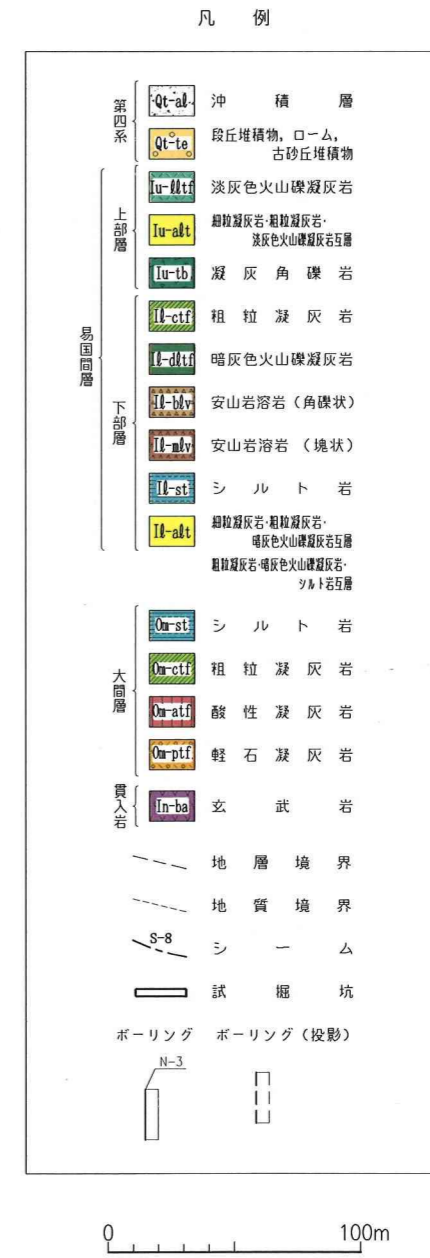 凡 例
第四系
Qt-al 沖積層
Qt-te 段丘堆積物, ローム,
古砂丘堆積物
易国間層
上部層
Iu-lltf 淡灰色火山礫凝灰岩
Iu-alt 細粒凝灰岩・粗粒凝灰岩・
淡灰色火山礫凝灰岩互層
Iu-tb 凝灰角礫岩
下部層
Il-ctf 粗粒凝灰岩
Il-dltf 暗灰色火山礫凝灰岩
Il-blv 安山岩溶岩(角礫状)
Il-mlv 安山岩溶岩 (塊状)
Il-st シルト岩
Il-alt 細粒凝灰岩・粗粒凝灰岩・
暗灰色火山礫凝灰岩互層
粗粒凝灰岩・暗灰色火山礫凝灰岩・
シルト岩互層
大間層
Om-st シルト岩
Om-ctf 粗粒凝灰岩
Om-atf 酸性凝灰岩
Om-ptf 軽石凝灰岩
貫入岩
In-ba 玄武岩
地層境界
地質境界
S-8 シーム
試掘坑
ボーリング ボーリング(投影)
N-3
0 100m